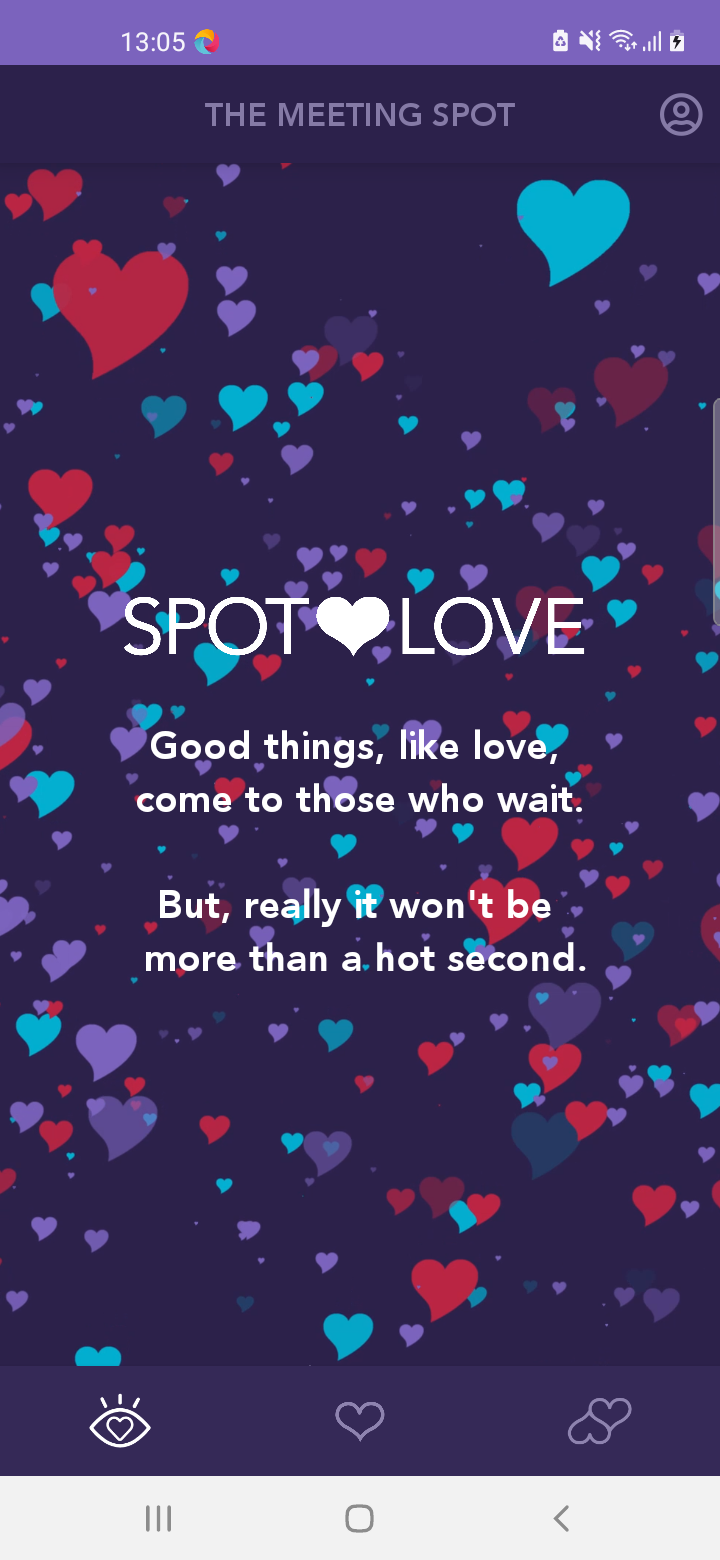 13:05
THE MEETING SPOT
SPOT LOVE
Good things, like love,
come to those who wait.
But, really it won't be
more than a hot second.